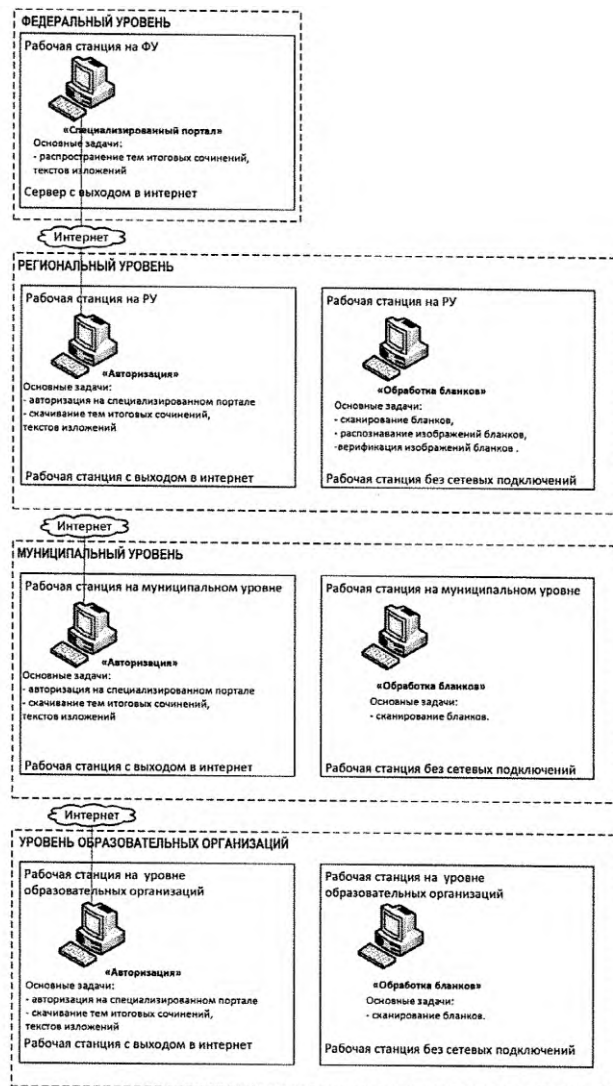 ФЕДЕРАЛЬНЫЙ УРОВЕНЬ
Рабочая станция на ФУ
«Специализированный портал»
Основные задачи:
- распространение тем итоговых сочинений,
текстов изложений
Сервер с выходом в интернет
Интернет
РЕГИОНАЛЬНЫЙ УРОВЕНЬ
Рабочая станция на РУ
«Авторизация»
Основные задачи:
- авторизация на специализированном портале
- скачивание тем итоговых сочинений,
текстов изложений
Рабочая станция с выходом в интернет
Рабочая станция на РУ
«Обработка бланков»
Основные задачи:
- сканирование бланков,
- распознавание изображений бланков,
-верификация изображений бланков .
Рабочая станция без сетевых подключений
Интернет
МУНИЦИПАЛЬНЫЙ УРОВЕНЬ
Рабочая станция на муниципальном уровне
«Авторизация»
Основные задачи:
- авторизация на специализированном портале
- скачивание тем итоговых сочинений,
текстов изложений
Рабочая станция с выходом в интернет
Рабочая станция на муниципальном уровне
«Обработка бланков»
Основные задачи:
- сканирование бланков.
Рабочая станция без сетевых подключений
Интернет
УРОВЕНЬ ОБРАЗОВАТЕЛЬНЫХ ОРГАНИЗАЦИЙ
Рабочая станция на уровне
образовательных организаций
«Авторизация»
Основные задачи:
- авторизация на специализированном портале
- скачивание тем итоговых сочинений,
текстов изложений
Рабочая станция с выходом в интернет
Рабочая станция на уровне
образовательных организаций
«Обработка бланков»
Основные задачи:
- сканирование бланков.
Рабочая станция без сетевых подключений